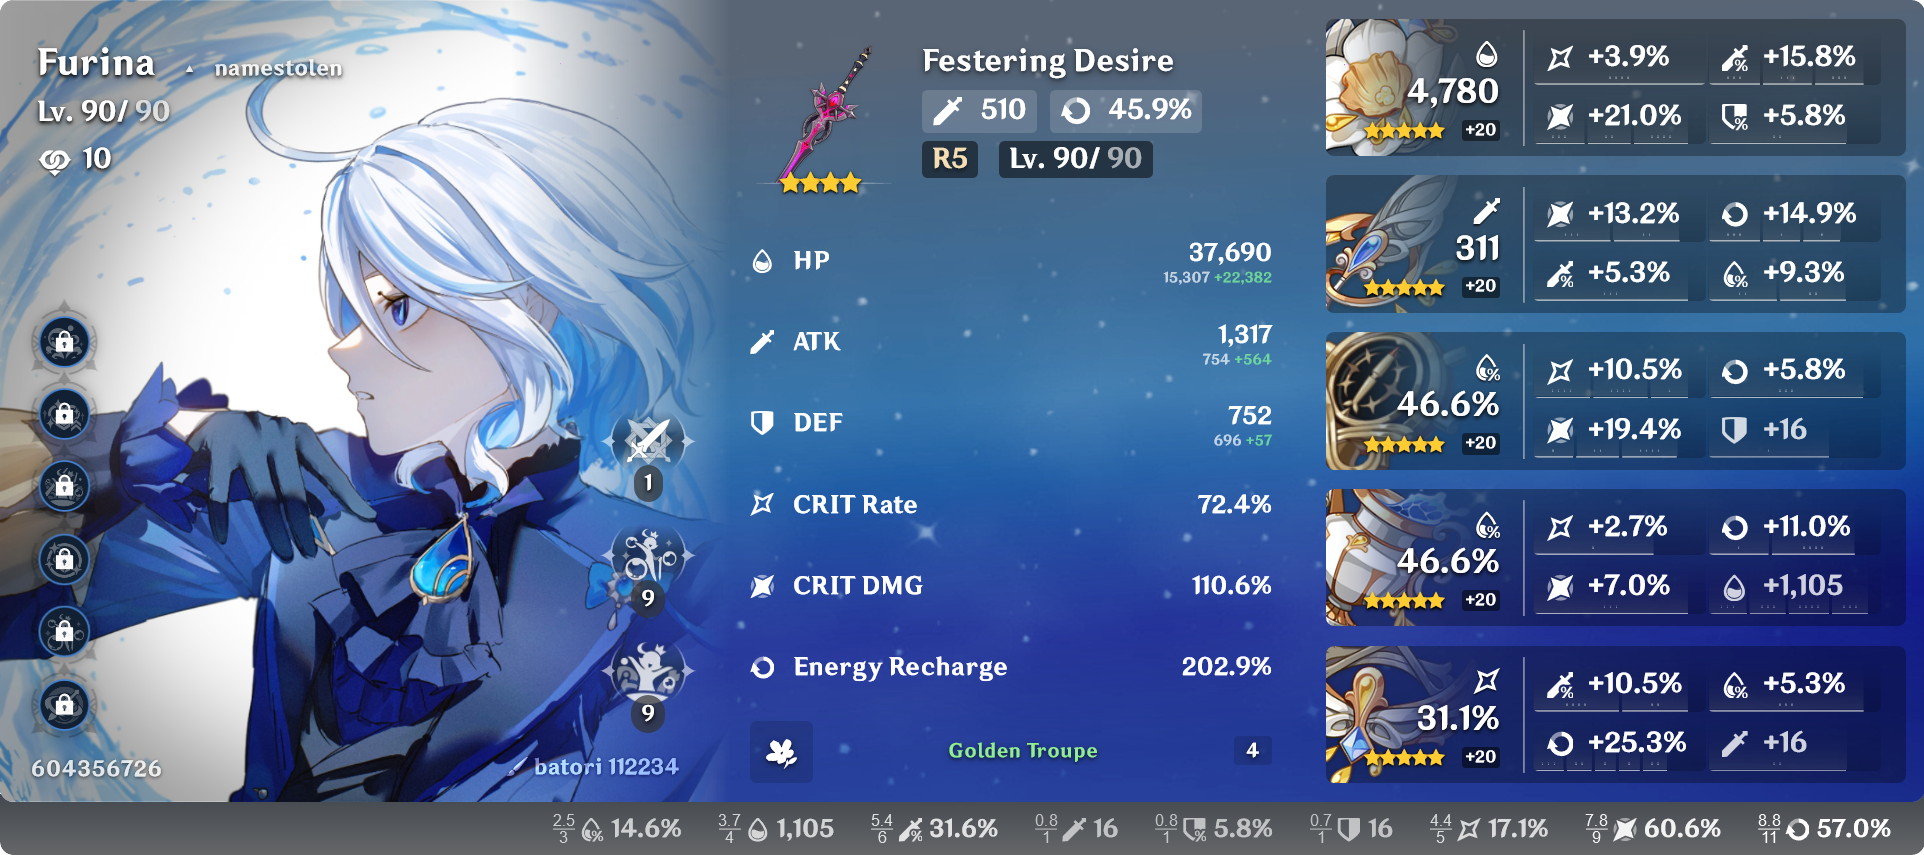 Furina ▲ namestolen
Lv. 90/ 90
10
1
9
9
604356726
batori 112234
Festering Desire
510 45.9%
R5 Lv. 90/ 90
HP 37,690
15,307 +22,382
ATK 1,317
754 +564
DEF 752
696 +57
CRIT Rate 72.4%
CRIT DMG 110.6%
Energy Recharge 202.9%
Golden Troupe 4
4,780
+20
+3.9% +15.8%
+21.0% +5.8%
311
+20
+13.2% +14.9%
+5.3% +9.3%
46.6%
+20
+10.5% +5.8%
+19.4% +16
46.6%
+20
+2.7% +11.0%
+7.0% +1,105
31.1%
+20
+10.5% +5.3%
+25.3% +16
2.5/3 14.6% 3.7/4 1,105 5.4/6 31.6% 0.8/1 16 0.8/1 5.8% 0.7/1 16 4.4/5 17.1% 7.8/9 60.6% 8.8/11 57.0%